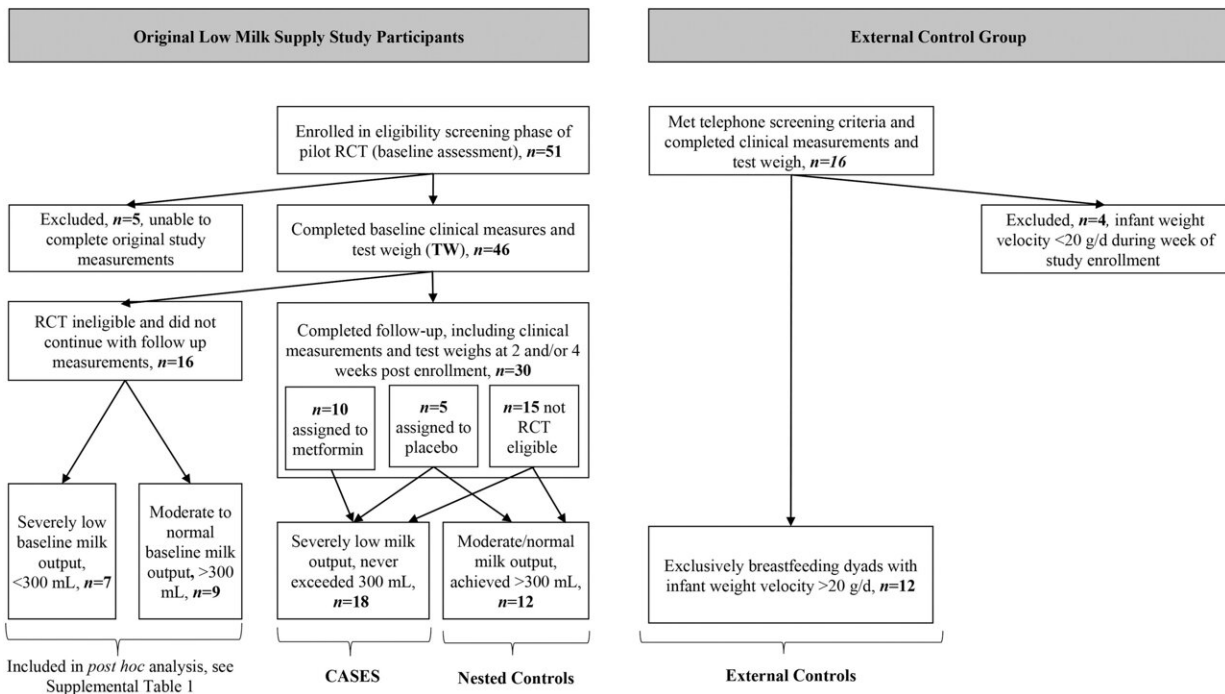 Original Low Milk Supply Study Participants
External Control Group
Enrolled in eligibility screening phase of
pilot RCT (baseline assessment), n=51
Met telephone screening criteria and
completed clinical measurements and
test weigh, n=16
Excluded, n=5, unable to
complete original study
measurements
Completed baseline clinical measures and
test weigh (TW), n=46
Excluded, n=4, infant weight
velocity <20 g/d during week of
study enrollment
RCT ineligible and did not
continue with follow up
measurements, n=16
Completed follow-up, including clinical
measurements and test weighs at 2 and/or 4
weeks post enrollment, n=30
n=10
assigned to
metformin
n=5
assigned to
placebo
n=15 not
RCT
eligible
Severely low
baseline milk
output,
<300 mL, n=7
Moderate to
normal
baseline milk
output, >300
mL, n=9
Severely low milk
output, never
exceeded 300 mL,
n=18
Moderate/normal
milk output,
achieved >300 mL,
n=12
Exclusively breastfeeding dyads with
infant weight velocity >20 g/d, n=12
Included in post hoc analysis, see
Supplemental Table 1
CASES
Nested Controls
External Controls